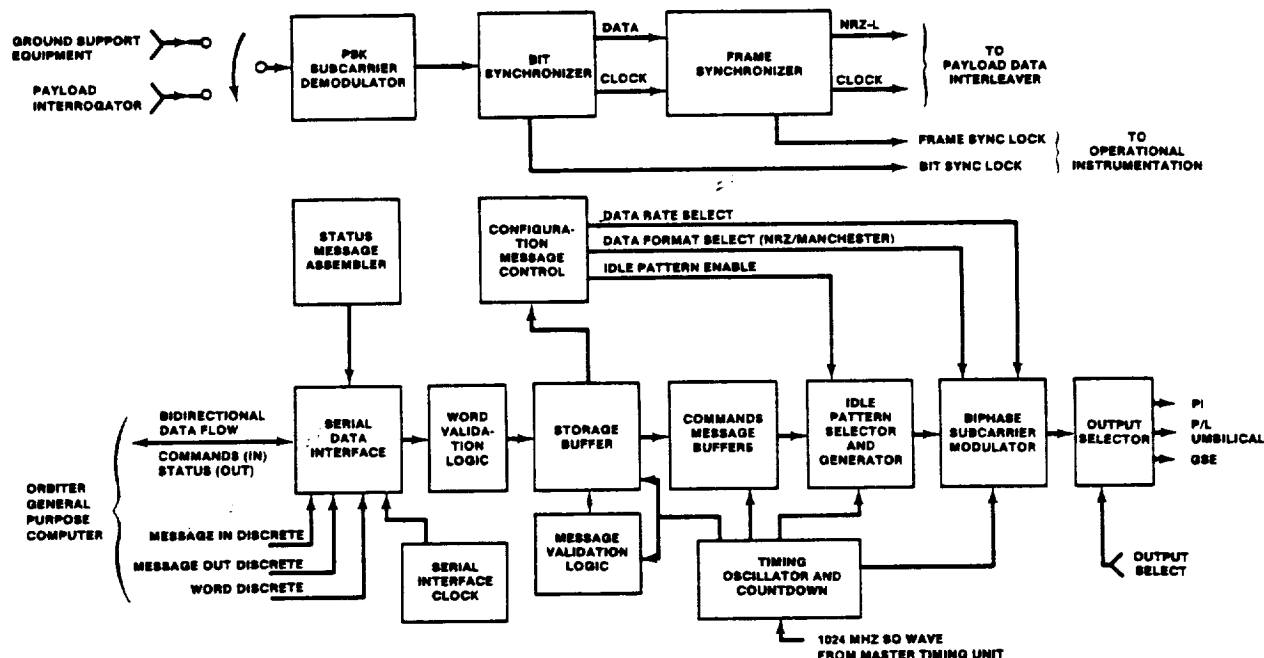 GROUND SUPPORT
EQUIPMENT
PAYLOAD
INTERROGATOR
PSK
SUBCARRIER
DEMODULATOR
BIT
SYNCHRONIZER
DATA
CLOCK
FRAME
SYNCHRONIZER
NRZ-L
CLOCK
TO
PAYLOAD DATA
INTERLEAVER
FRAME SYNC LOCK
BIT SYNC LOCK
TO
OPERATIONAL
INSTRUMENTATION
STATUS
MESSAGE
ASSEMBLER
CONFIGURA-
TION
MESSAGE
CONTROL
DATA RATE SELECT
DATA FORMAT SELECT (NRZ/MANCHESTER)
IDLE PATTERN ENABLE
ORBITER
GENERAL
PURPOSE
COMPUTER
BIDIRECTIONAL
DATA FLOW
COMMANDS (IN)
STATUS (OUT)
MESSAGE IN DISCRETE
MESSAGE OUT DISCRETE
WORD DISCRETE
SERIAL
DATA
INTERFACE
WORD
VALIDA-
TION
LOGIC
STORAGE
BUFFER
COMMANDS
MESSAGE
BUFFERS
IDLE
PATTERN
SELECTOR
AND
GENERATOR
BIPHASE
SUBCARRIER
MODULATOR
OUTPUT
SELECTOR
PI
P/L
UMBILICAL
GSE
SERIAL
INTERFACE
CLOCK
MESSAGE
VALIDATION
LOGIC
TIMING
OSCILLATOR AND
COUNTDOWN
OUTPUT
SELECT
1024 MHZ SQ WAVE
FROM MASTER TIMING UNIT